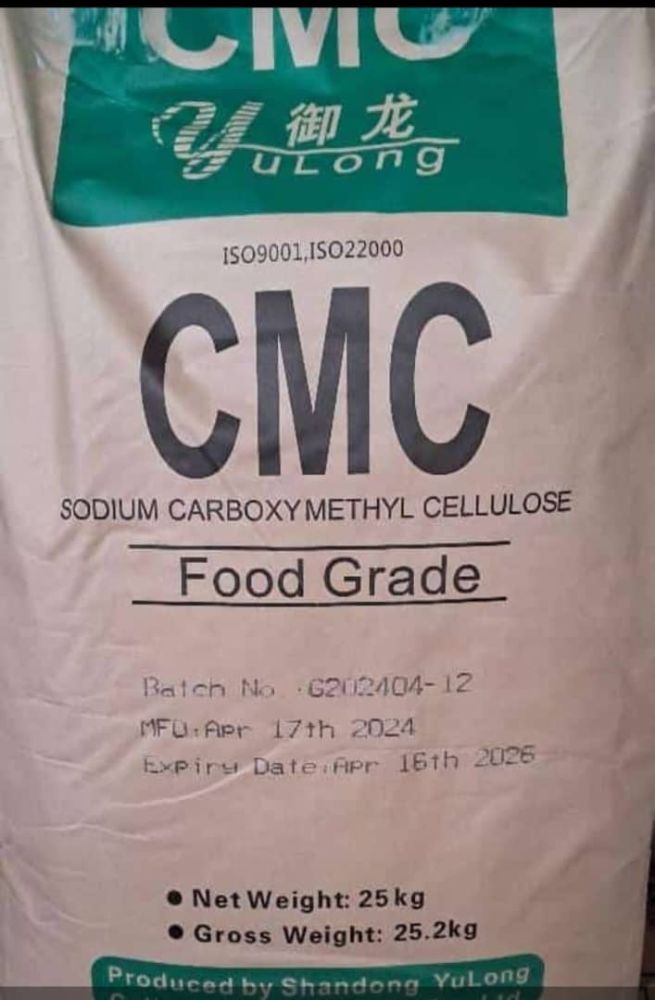 CMC
御龙
YuLong
ISO9001,ISO22000
CMC
SODIUM CARBOXYMETHYL CELLULOSE
Food Grade
Batch No. :G202404-12
MFD:Apr 17th 2024
Expiry Date:Apr 16th 2026
● Net Weight: 25kg
● Gross Weight: 25.2kg
Produced by Shandong YuLong